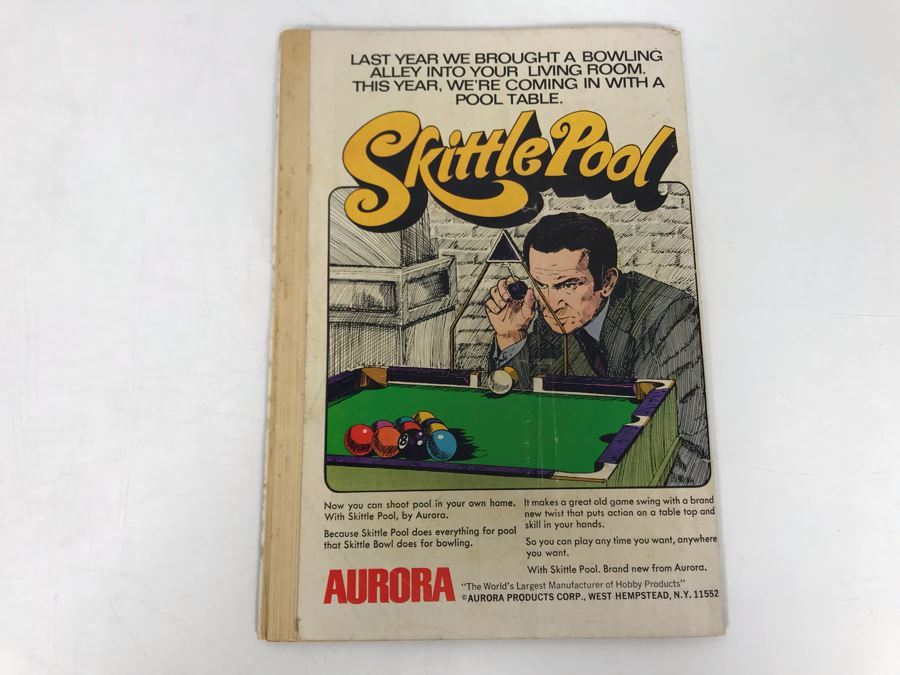 LAST YEAR WE BROUGHT A BOWLING
ALLEY INTO YOUR LIVING ROOM.
THIS YEAR, WE'RE COMING IN WITH A
POOL TABLE.
Skittle Pool
8
Now you can shoot pool in your own home.
With Skittle Pool, by Aurora.
Because Skittle Pool does everything for pool
that Skittle Bowl does for bowling.
It makes a great old game swing with a brand
new twist that puts action on a table top and
skill in your hands.
So you can play any time you want, anywhere
you want.
With Skittle Pool. Brand new from Aurora.
AURORA
"The World's Largest Manufacturer of Hobby Products"
©AURORA PRODUCTS CORP., WEST HEMPSTEAD, N.Y. 11552